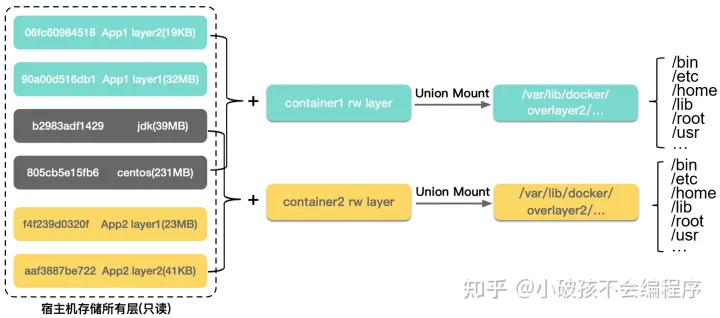 06fc60984518 App1 layer2(19KB)
90a00d516db1 App1 layer1(32MB)
b2983adf1429 jdk(39MB)
805cb5e15fb6 centos(231MB)
f4f239d0320f App2 layer1(23MB)
aaf3887be722 App2 layer2(41KB)
宿主机存储所有层(只读)
+
container1 rw layer
Union Mount
/var/lib/docker/
overlayer2/...
/bin
/etc
/home
/lib
/root
/usr
...
+
container2 rw layer
Union Mount
/var/lib/docker/
overlayer2/...
/bin
/etc
/home
/lib
/root
/usr
...
知乎 @小破孩不会编程序